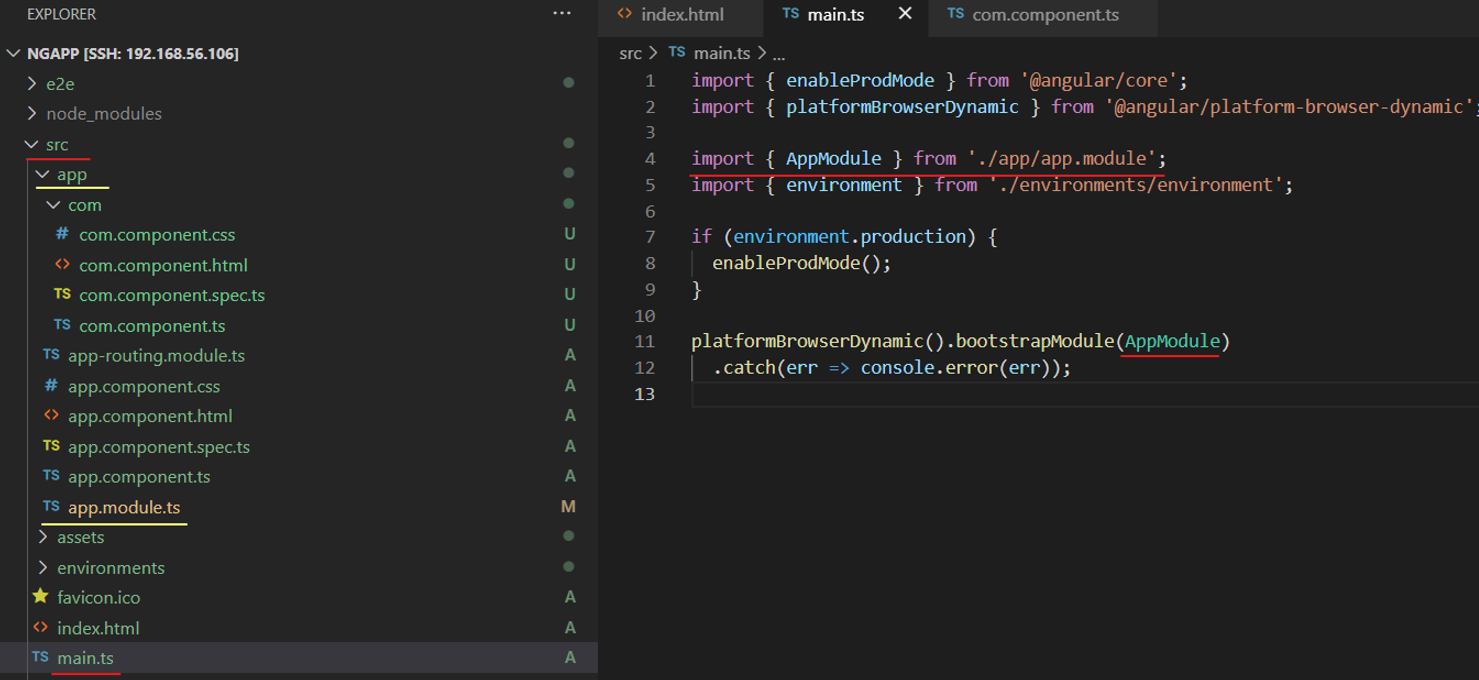 EXPLORER
...
NGAPP [SSH: 192.168.56.106]
e2e
node_modules
src
app
com
# com.component.css U
<> com.component.html U
TS com.component.spec.ts U
TS com.component.ts U
TS app-routing.module.ts A
# app.component.css A
<> app.component.html A
TS app.component.spec.ts A
TS app.component.ts A
TS app.module.ts M
assets
environments
favicon.ico A
<> index.html A
TS main.ts A
<> index.html TS main.ts × TS com.component.ts
src > TS main.ts > ...
1 import { enableProdMode } from '@angular/core';
2 import { platformBrowserDynamic } from '@angular/platform-browser-dynamic';
3
4 import { AppModule } from './app/app.module';
5 import { environment } from './environments/environment';
6
7 if (environment.production) {
8 enableProdMode();
9 }
10
11 platformBrowserDynamic().bootstrapModule(AppModule)
12 .catch(err => console.error(err));
13